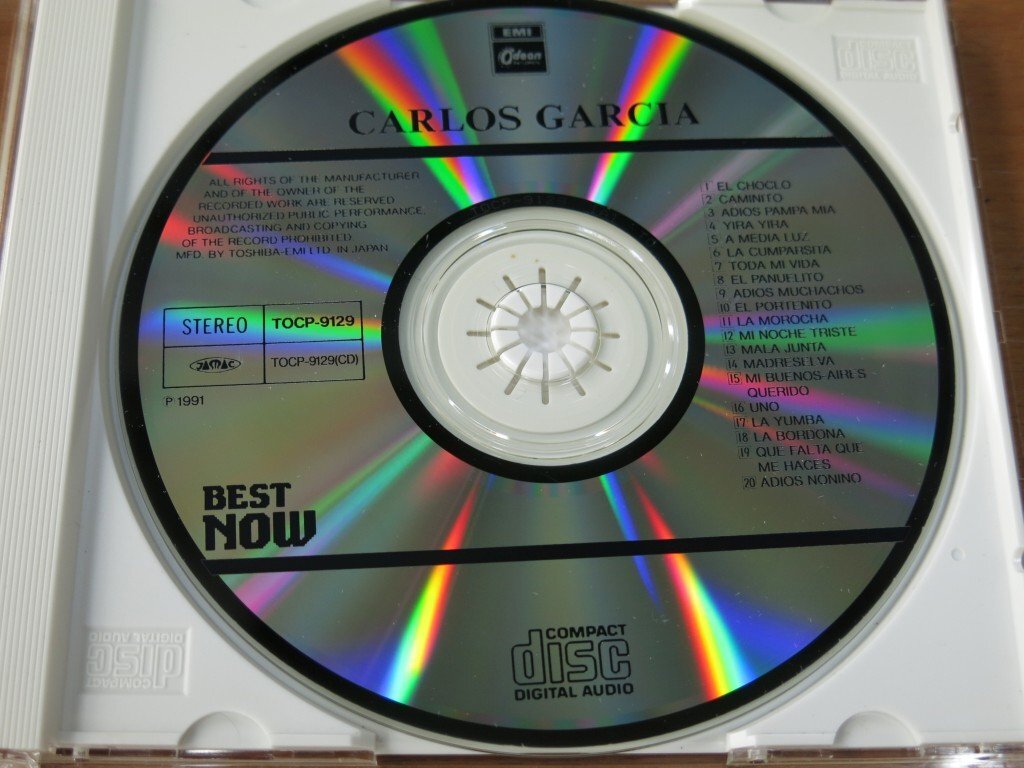 EMI
Odeon
CARLOS GARCIA
ALL RIGHTS OF THE MANUFACTURER
AND OF THE OWNER OF THE
RECORDED WORK ARE RESERVED
UNAUTHORIZED PUBLIC PERFORMANCE,
BROADCASTING AND COPYING
OF THE RECORD PROHIBITED.
MFD. BY TOSHIBA-EMI LTD. IN JAPAN
STEREO
TOCP-9129
JASRAC
TOCP-9129(CD)
P 1991
BEST
NOW
1 EL CHOCLO
2 CAMINITO
3 ADIOS PAMPA MIA
4 YIRA YIRA
5 A MEDIA LUZ
6 LA CUMPARSITA
7 TODA MI VIDA
8 EL PANUELITO
9 ADIOS MUCHACHOS
10 EL PORTENITO
11 LA MOROCHA
12 MI NOCHE TRISTE
13 MALA JUNTA
14 MADRESELVA
15 MI BUENOS-AIRES
QUERIDO
16 UNO
17 LA YUMBA
18 LA BORDONA
19 QUE FALTA QUE
ME HACES
20 ADIOS NONINO
COMPACT
disc
DIGITAL AUDIO
COMPACT
disc
DIGITAL AUDIO
disc
DIGITAL AUDIO